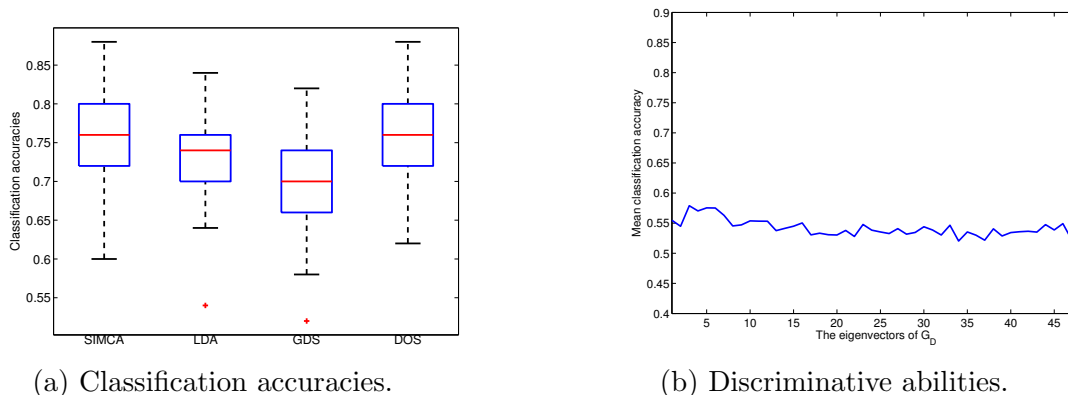 Classification accuracies
0.85
0.8
0.75
0.7
0.65
0.6
0.55
SIMCA LDA GDS DOS
(a) Classification accuracies.
Mean classification accuracy
0.9
0.85
0.8
0.75
0.7
0.65
0.6
0.55
0.5
0.45
0.4
5 10 15 20 25 30 35 40 45
The eigenvectors of G_D
(b) Discriminative abilities.